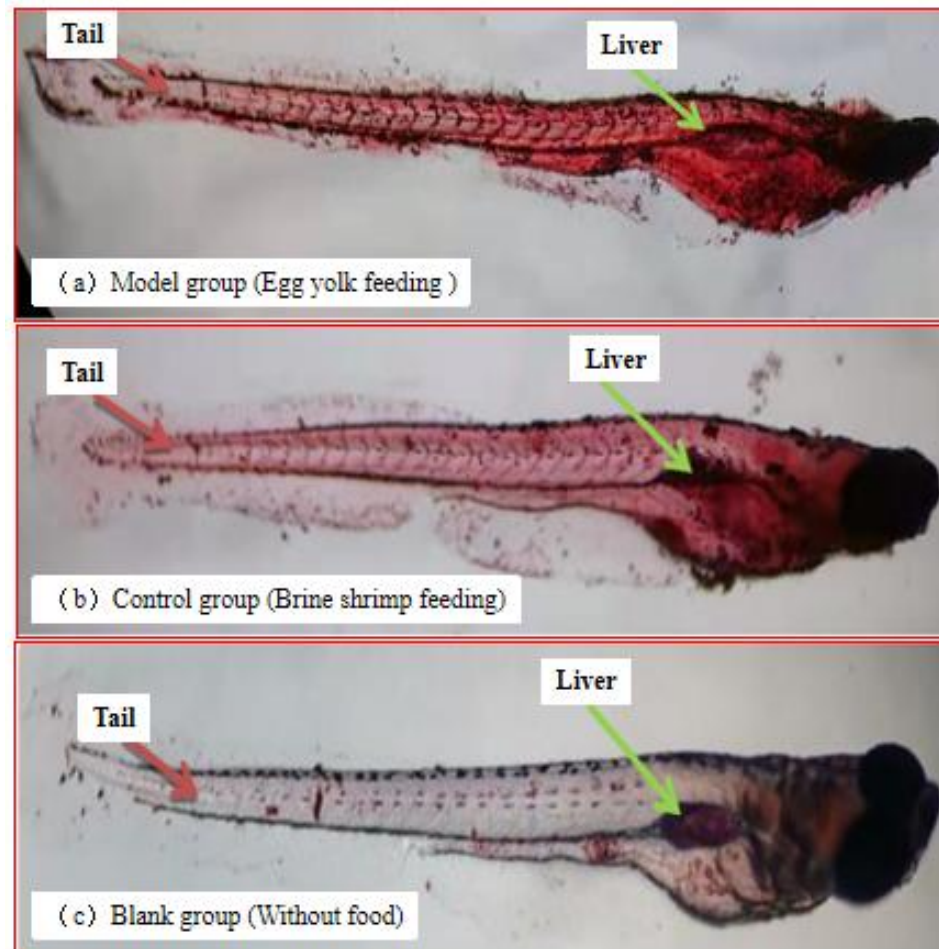 Tail
Liver
（a）Model group (Egg yolk feeding )
Tail
Liver
（b）Control group (Brine shrimp feeding)
Tail
Liver
（c）Blank group (Without food)